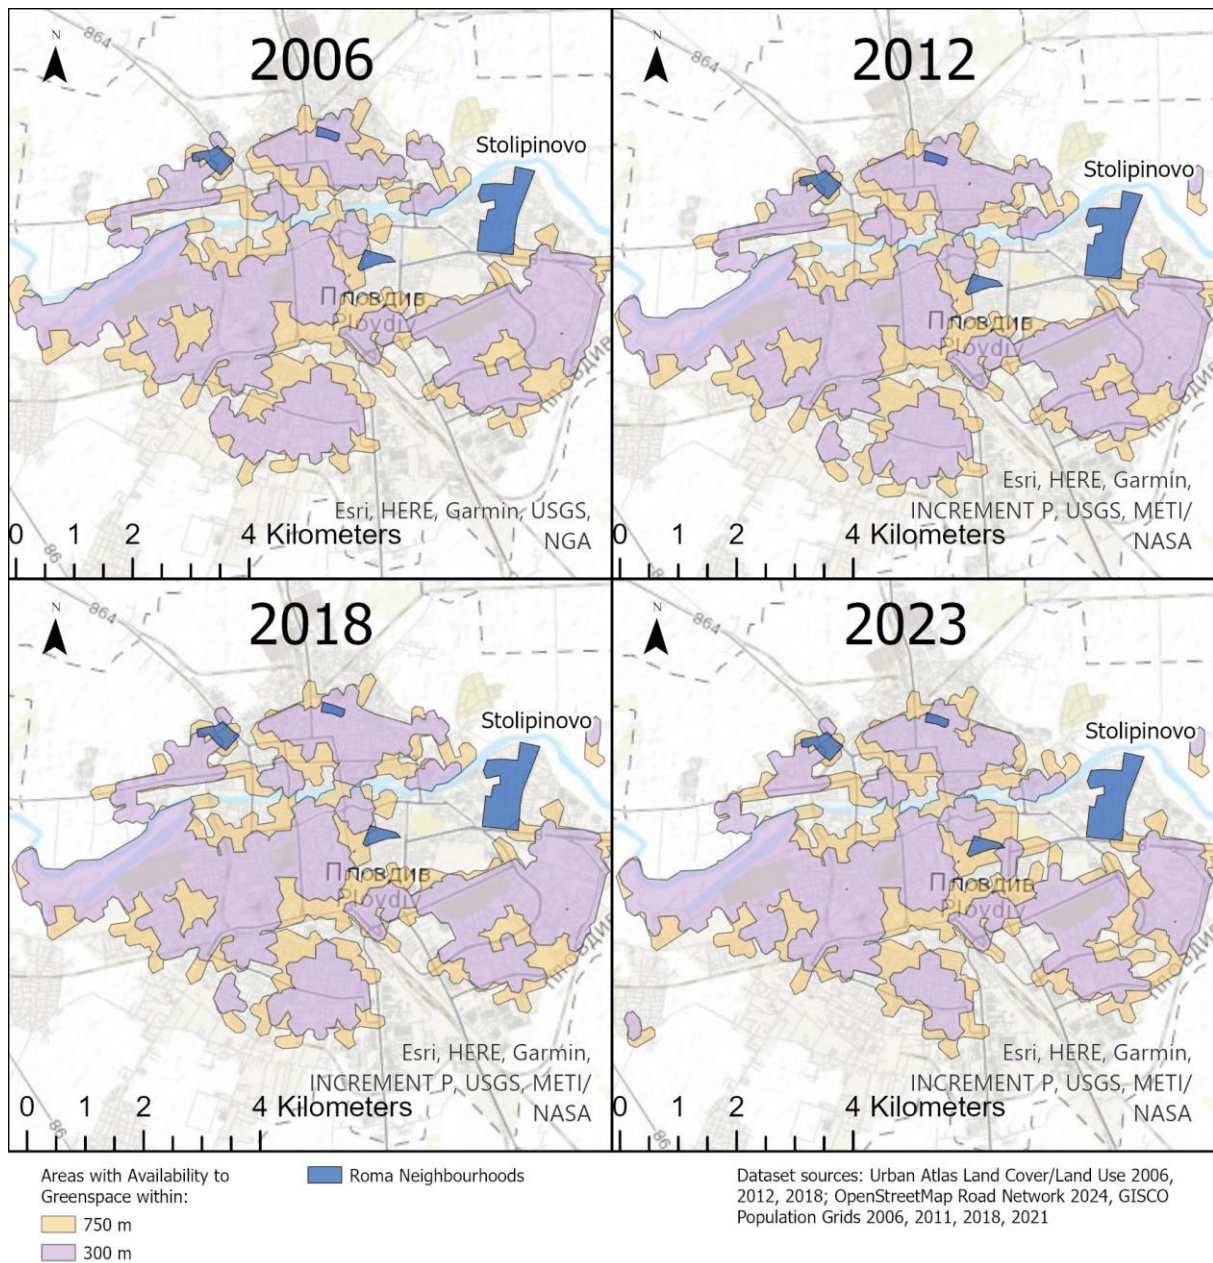 N
2006
864
Stolipinovo
Пловдив
Plovdiv
Esri, HERE, Garmin, USGS,
NGA
0 1 2 4 Kilometers
86
N
2012
864
Stolipinovo
Пловдив
Plovdiv
Esri, HERE, Garmin,
INCREMENT P, USGS, METI/
NASA
0 1 2 4 Kilometers
N
2018
864
Stolipinovo
Пловдив
Plovdiv
Esri, HERE, Garmin,
INCREMENT P, USGS, METI/
NASA
0 1 2 4 Kilometers
86
N
2023
864
Stolipinovo
Пловдив
Plovdiv
Esri, HERE, Garmin,
INCREMENT P, USGS, METI/
NASA
0 1 2 4 Kilometers
Areas with Availability to
Greenspace within:
750 m
300 m
Roma Neighbourhoods
Dataset sources: Urban Atlas Land Cover/Land Use 2006,
2012, 2018; OpenStreetMap Road Network 2024, GISCO
Population Grids 2006, 2011, 2018, 2021